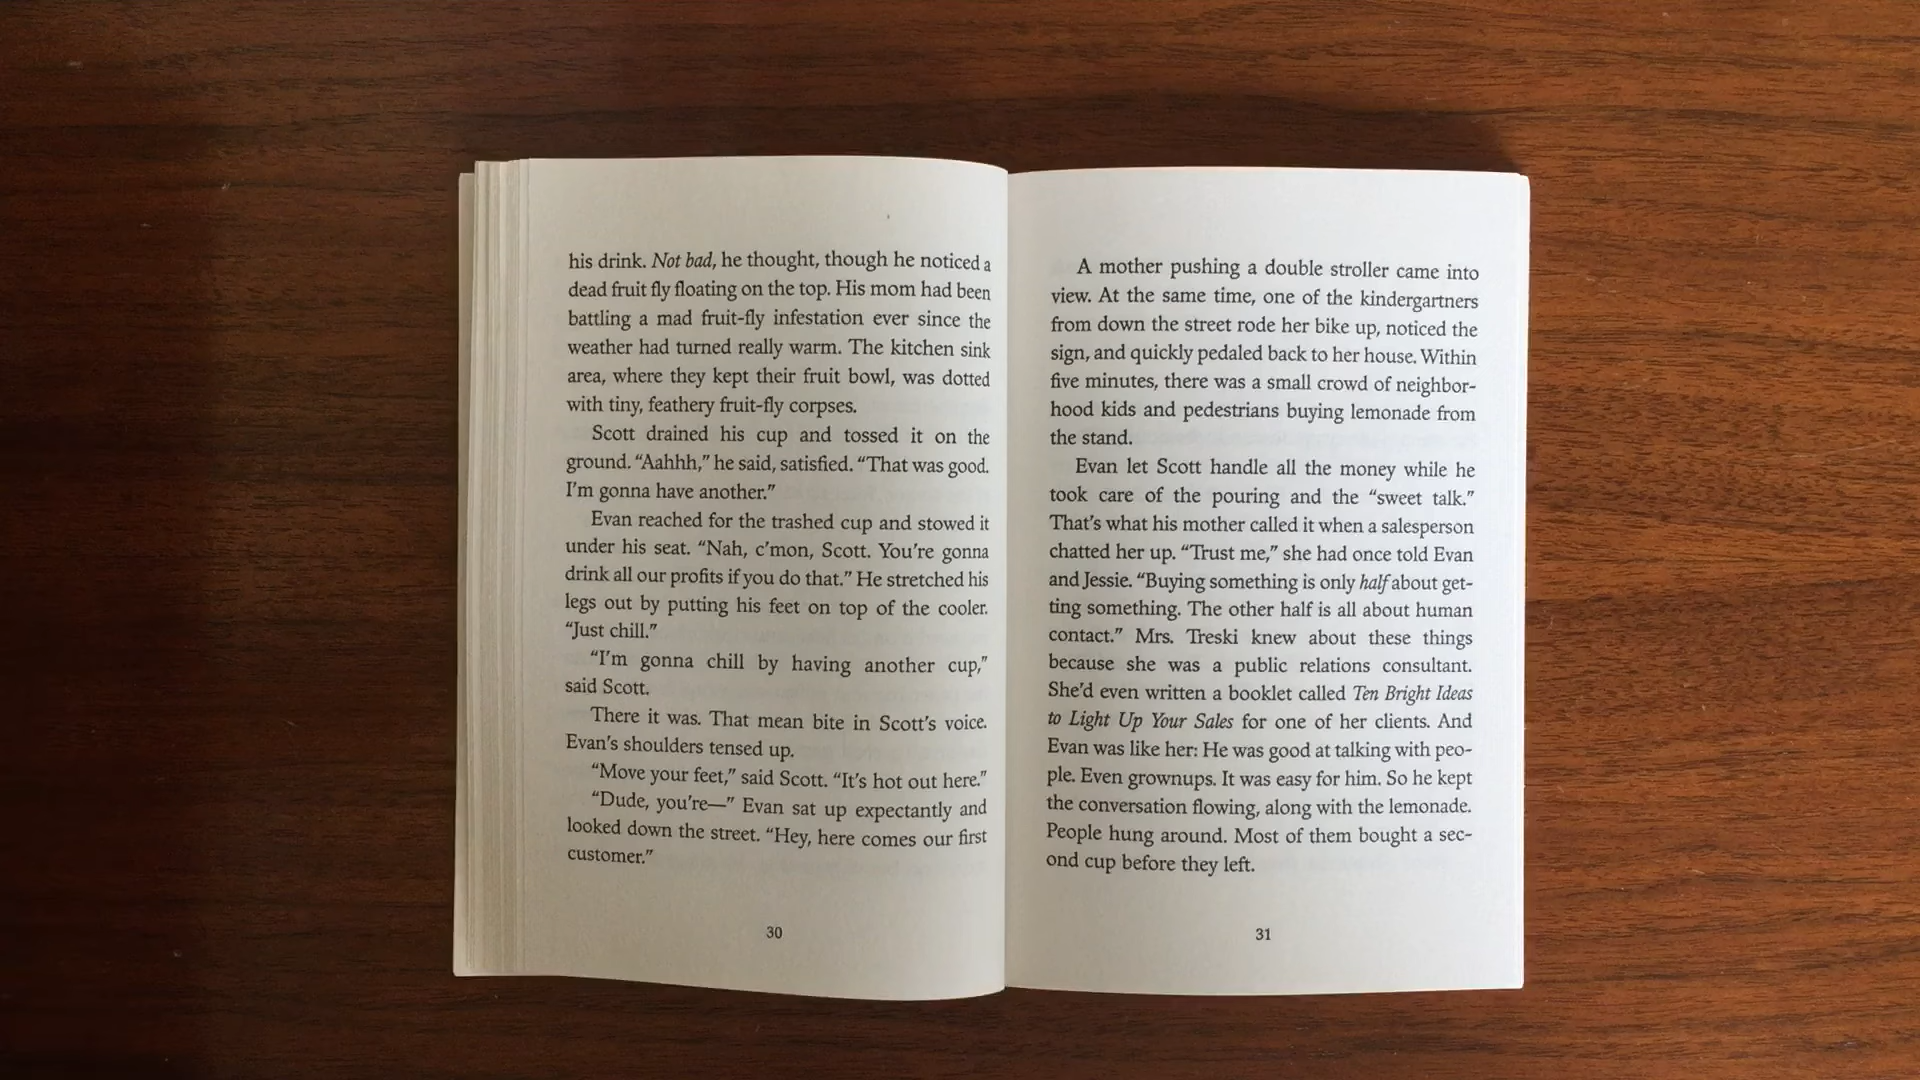 his drink. Not bad, he thought, though he noticed a
dead fruit fly floating on the top. His mom had been
battling a mad fruit-fly infestation ever since the
weather had turned really warm. The kitchen sink
area, where they kept their fruit bowl, was dotted
with tiny, feathery fruit-fly corpses.
Scott drained his cup and tossed it on the
ground. “Aahhh,” he said, satisfied. “That was good.
I’m gonna have another.”
Evan reached for the trashed cup and stowed it
under his seat. “Nah, c’mon, Scott. You’re gonna
drink all our profits if you do that.” He stretched his
legs out by putting his feet on top of the cooler.
“Just chill.”
“I’m gonna chill by having another cup,”
said Scott.
There it was. That mean bite in Scott’s voice.
Evan’s shoulders tensed up.
“Move your feet,” said Scott. “It’s hot out here.”
“Dude, you’re—” Evan sat up expectantly and
looked down the street. “Hey, here comes our first
customer.”
30
A mother pushing a double stroller came into
view. At the same time, one of the kindergartners
from down the street rode her bike up, noticed the
sign, and quickly pedaled back to her house. Within
five minutes, there was a small crowd of neighbor-
hood kids and pedestrians buying lemonade from
the stand.
Evan let Scott handle all the money while he
took care of the pouring and the “sweet talk.”
That’s what his mother called it when a salesperson
chatted her up. “Trust me,” she had once told Evan
and Jessie. “Buying something is only half about get-
ting something. The other half is all about human
contact.” Mrs. Treski knew about these things
because she was a public relations consultant.
She’d even written a booklet called Ten Bright Ideas
to Light Up Your Sales for one of her clients. And
Evan was like her: He was good at talking with peo-
ple. Even grownups. It was easy for him. So he kept
the conversation flowing, along with the lemonade.
People hung around. Most of them bought a sec-
ond cup before they left.
31